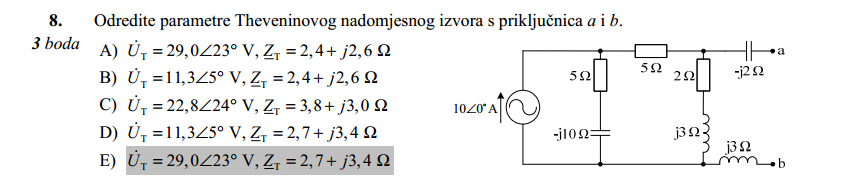 8. Odredite parametre Theveninovog nadomjesnog izvora s priključnica a i b.
3 boda
A) U̇_T = 29,0∠23° V, Z_T = 2,4 + j2,6 Ω
B) U̇_T = 11,3∠5° V, Z_T = 2,4 + j2,6 Ω
C) U̇_T = 22,8∠24° V, Z_T = 3,8 + j3,0 Ω
D) U̇_T = 11,3∠5° V, Z_T = 2,7 + j3,4 Ω
E) U̇_T = 29,0∠23° V, Z_T = 2,7 + j3,4 Ω
a
5Ω
5Ω
2Ω
-j2Ω
10∠0° A
-j10Ω
j3Ω
j3Ω
b